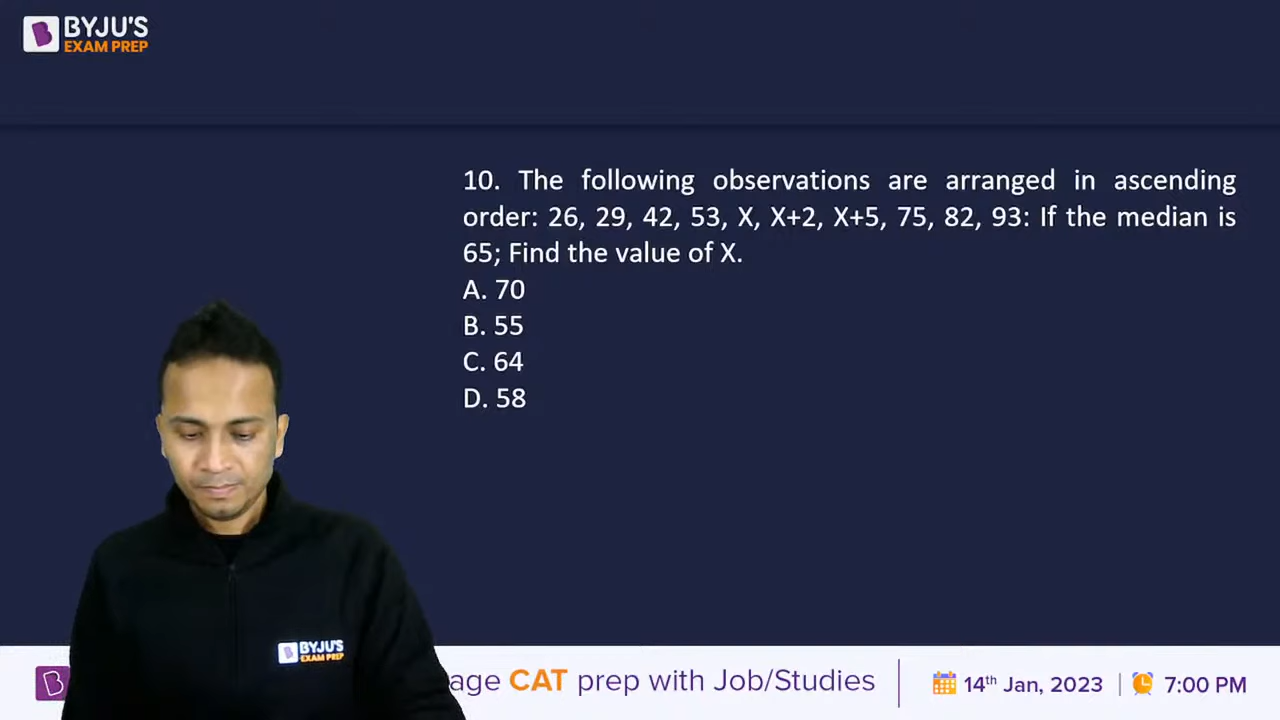 BYJU'S
EXAM PREP
10. The following observations are arranged in ascending
order: 26, 29, 42, 53, X, X+2, X+5, 75, 82, 93: If the median is
65; Find the value of X.
A. 70
B. 55
C. 64
D. 58
BYJU'S
EXAM PREP
age CAT prep with Job/Studies
14th Jan, 2023
7:00 PM